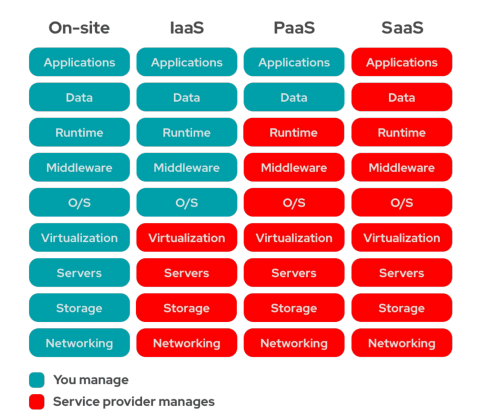 On-site IaaS PaaS SaaS
Applications Applications Applications Applications
Data Data Data Data
Runtime Runtime Runtime Runtime
Middleware Middleware Middleware Middleware
O/S O/S O/S O/S
Virtualization Virtualization Virtualization Virtualization
Servers Servers Servers Servers
Storage Storage Storage Storage
Networking Networking Networking Networking
You manage
Service provider manages